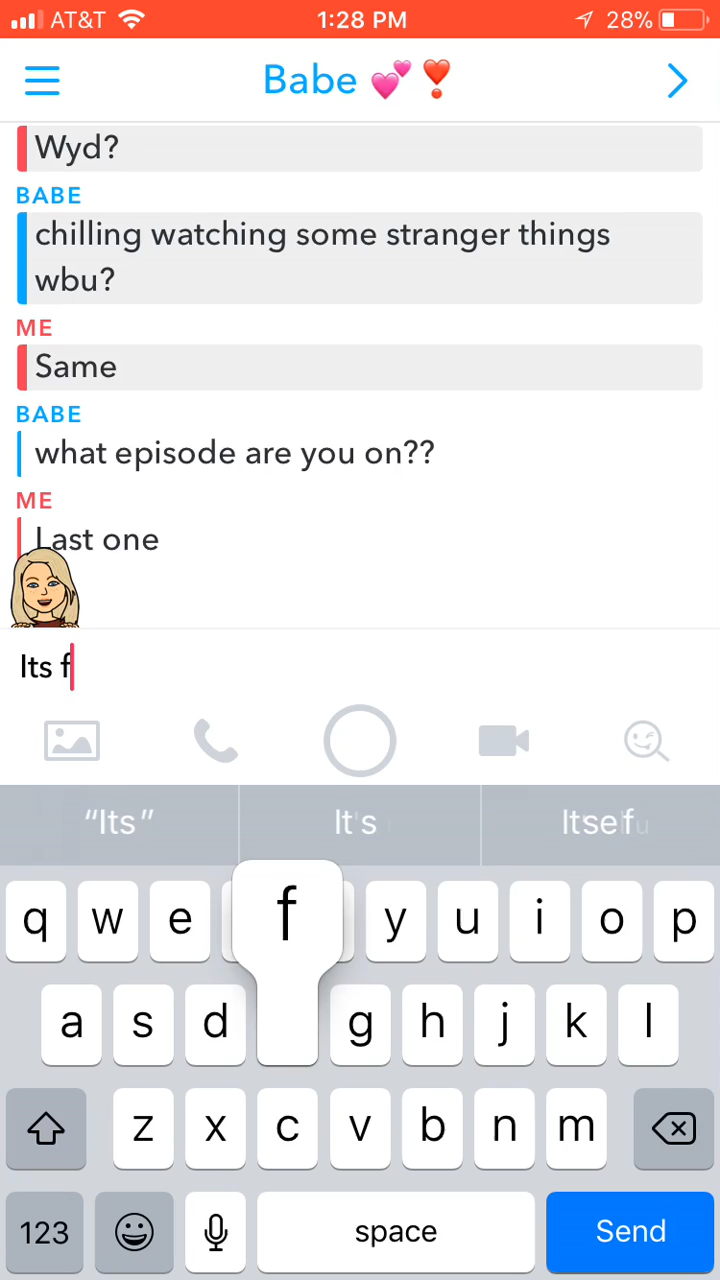 AT&T 1:28 PM 28%
Babe 💕❣️
Wyd?
BABE
chilling watching some stranger things
wbu?
ME
Same
BABE
what episode are you on??
ME
Last one
Its f
“Its” It's Itself
f
q w e y u i o p
a s d g h j k l
z x c v b n m
123 space Send